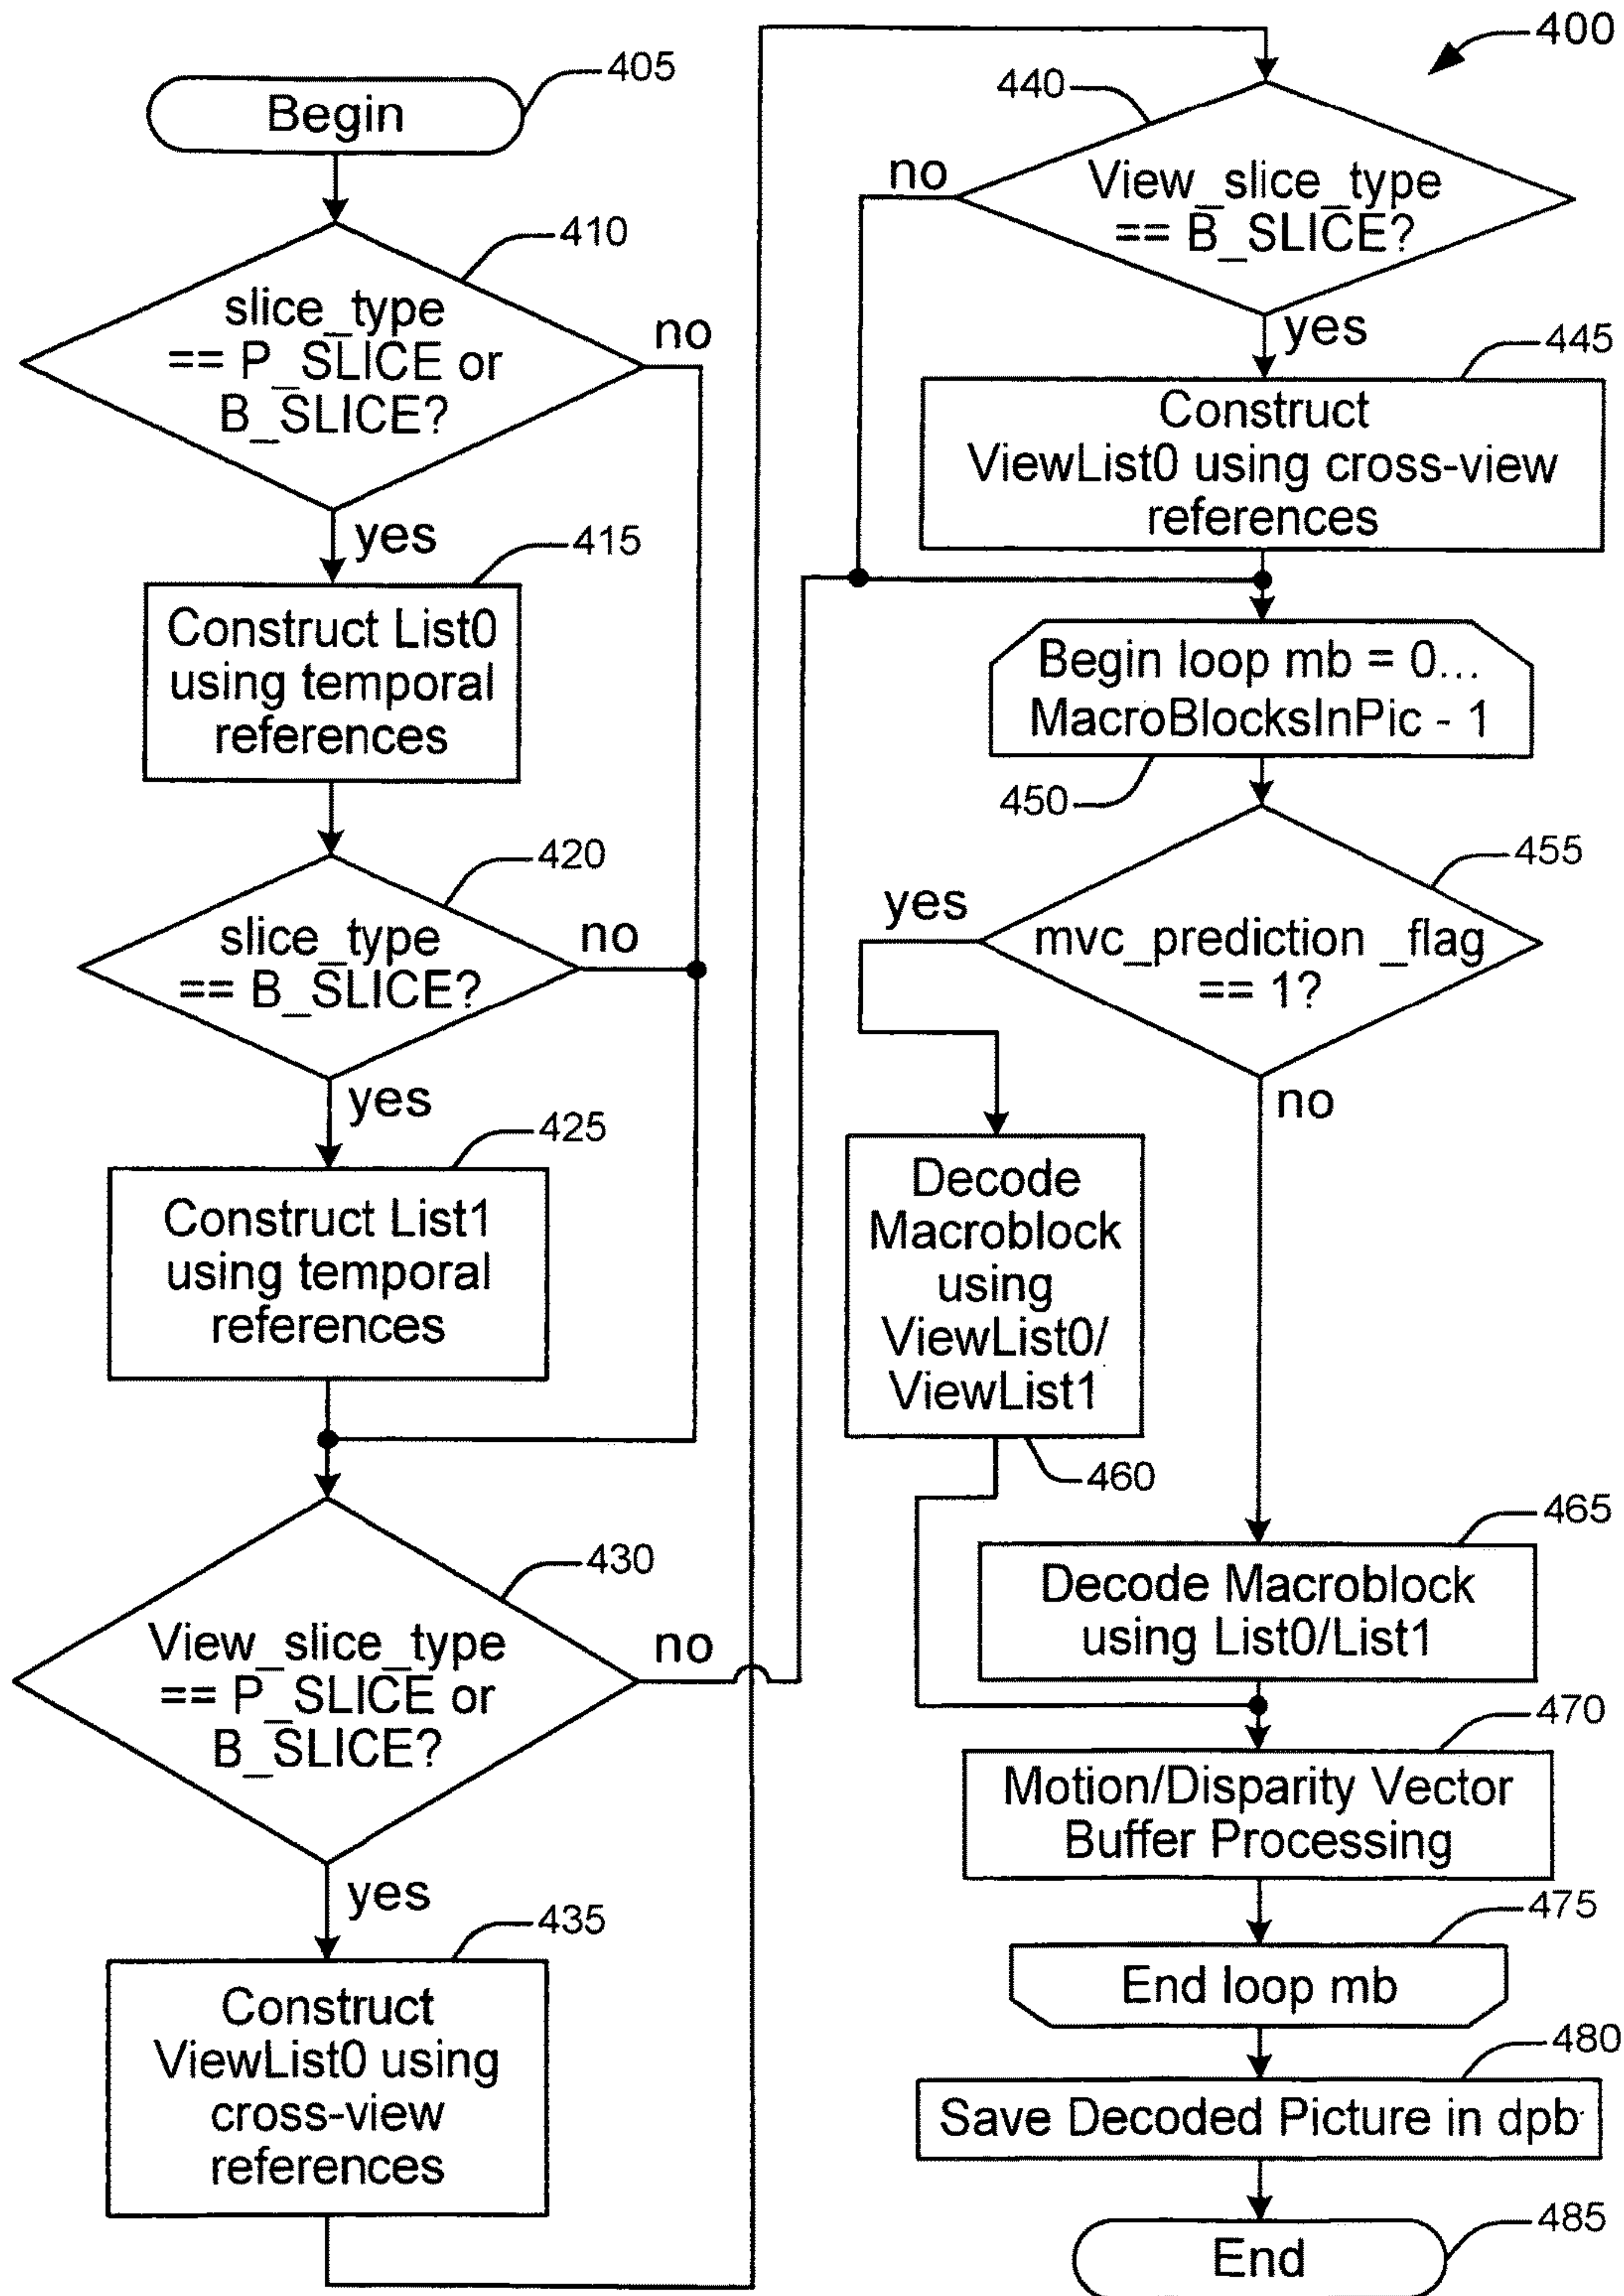 400
405
Begin
410
slice_type
== P_SLICE or
B_SLICE?
no
yes
415
Construct List0
using temporal
references
420
slice_type
== B_SLICE?
no
yes
425
Construct List1
using temporal
references
430
View_slice_type
== P_SLICE or
B_SLICE?
no
yes
435
Construct
ViewList0 using
cross-view
references
440
View_slice_type
== B_SLICE?
no
yes
445
Construct
ViewList0 using cross-view
references
Begin loop mb = 0...
MacroBlocksInPic - 1
450
455
mvc_prediction _flag
== 1?
yes
no
Decode
Macroblock
using
ViewList0/
ViewList1
460
465
Decode Macroblock
using List0/List1
470
Motion/Disparity Vector
Buffer Processing
475
End loop mb
480
Save Decoded Picture in dpb
485
End